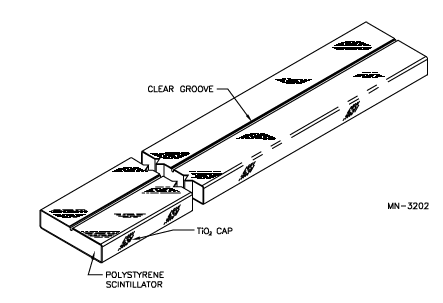 CLEAR GROOVE
MN-3202
TiO₂ CAP
POLYSTYRENE
SCINTILLATOR